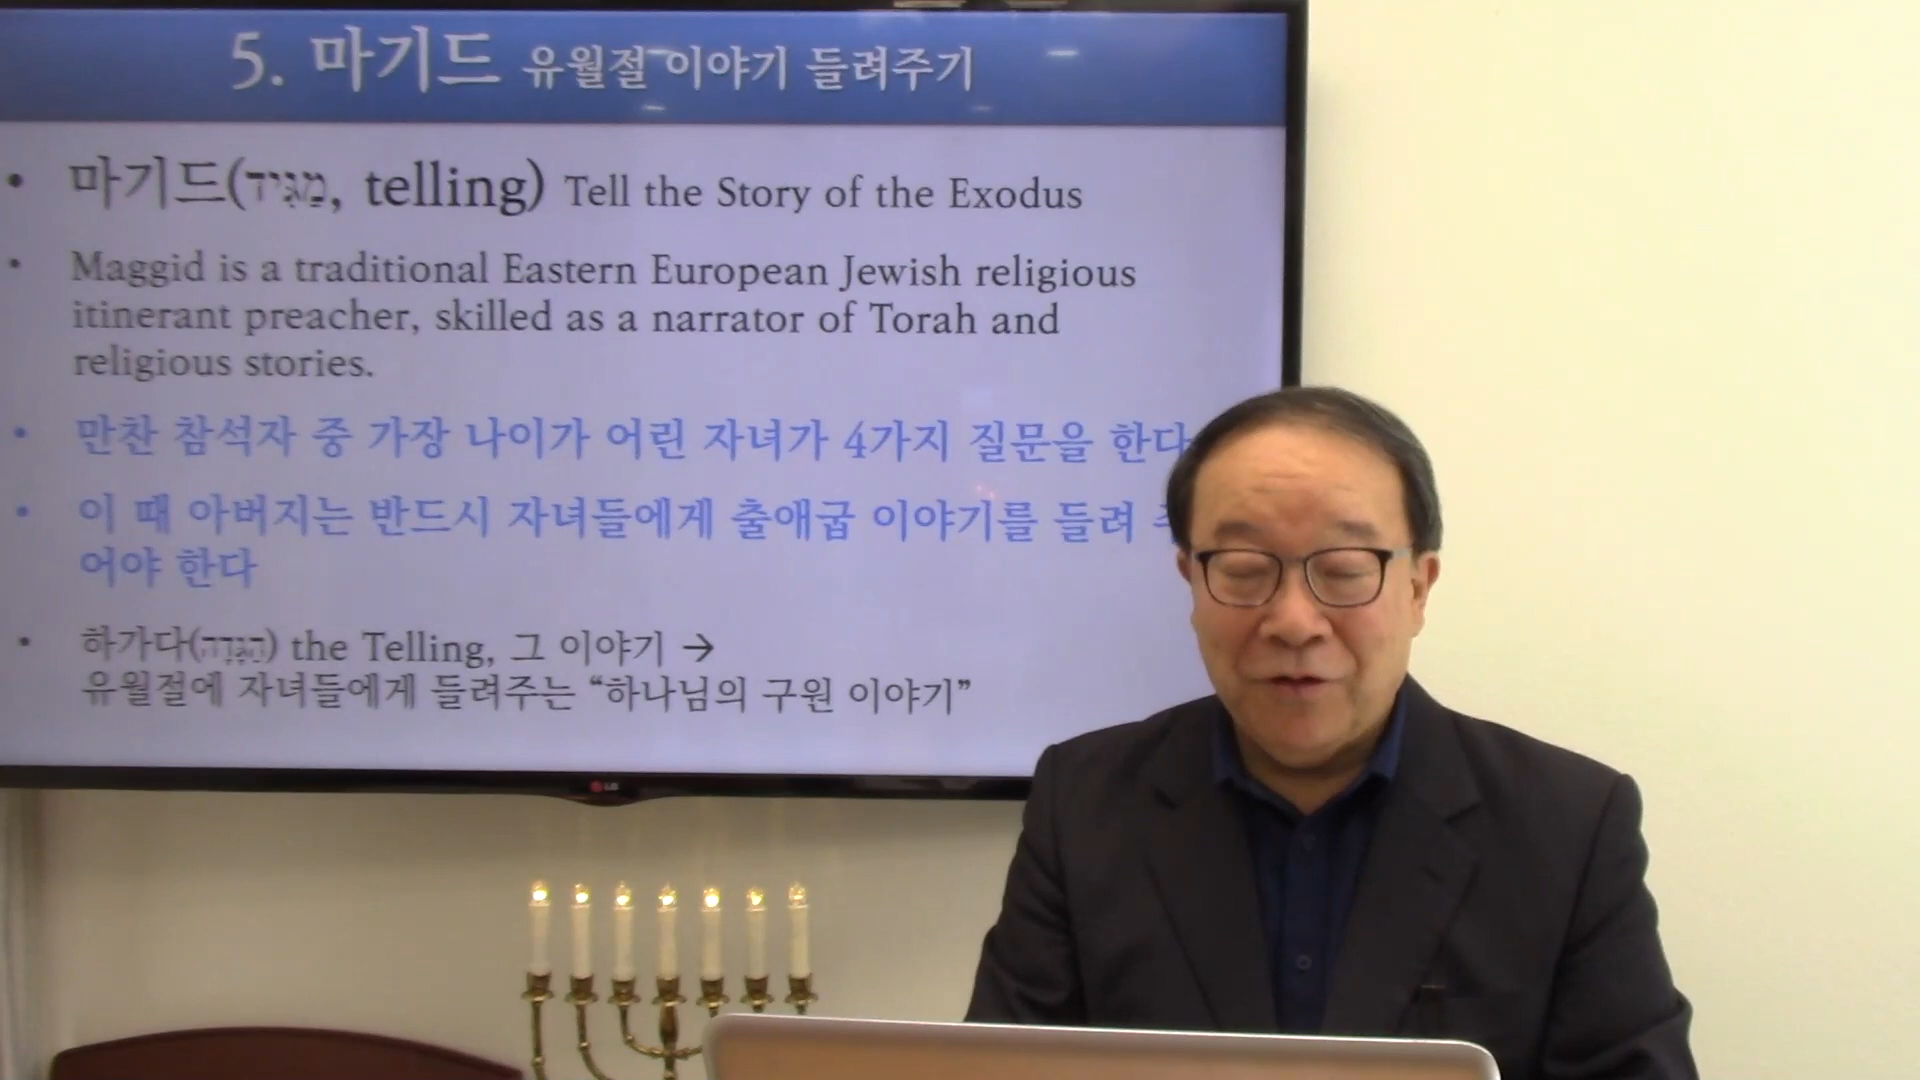 5. 마기드 유월절 이야기 들려주기
• 마기드(מַגִּיד, telling) Tell the Story of the Exodus
• Maggid is a traditional Eastern European Jewish religious
itinerant preacher, skilled as a narrator of Torah and
religious stories.
• 만찬 참석자 중 가장 나이가 어린 자녀가 4가지 질문을 한다
• 이 때 아버지는 반드시 자녀들에게 출애굽 이야기를 들려
어야 한다
• 하가다(הַגָּדָה) the Telling, 그 이야기 →
유월절에 자녀들에게 들려주는 “하나님의 구원 이야기”
LG